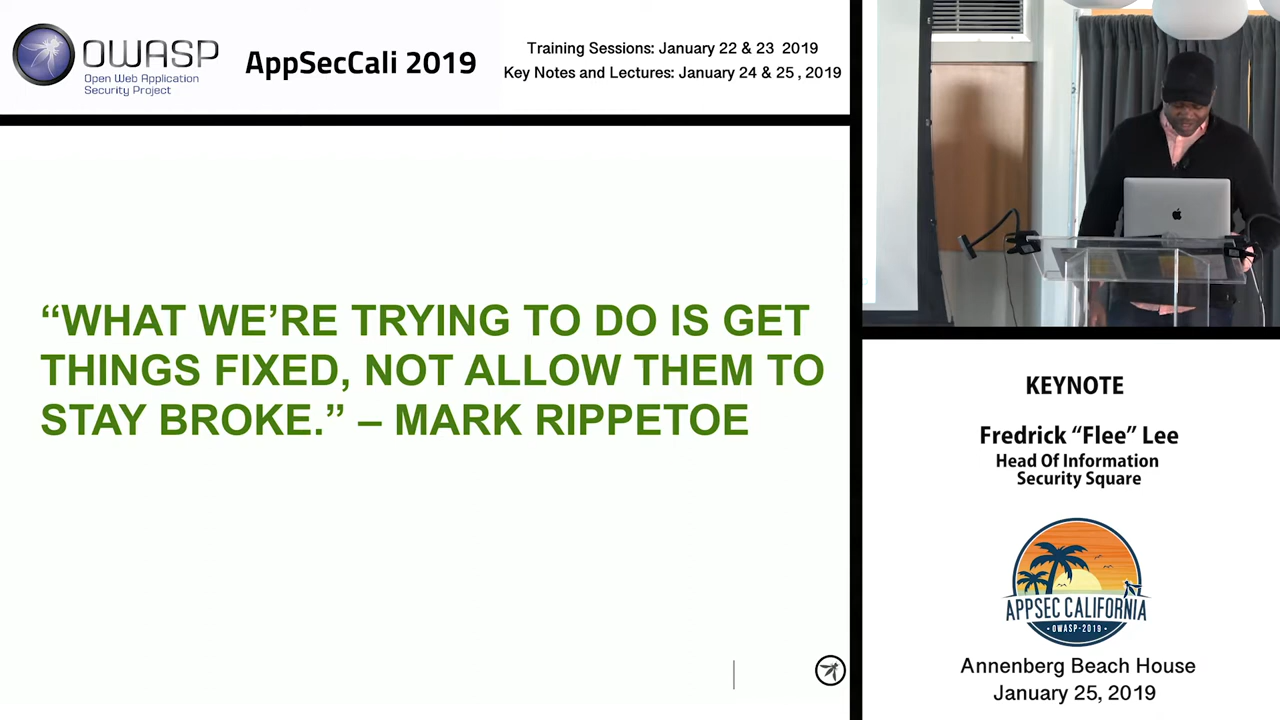 OWASP
Open Web Application
Security Project
AppSecCali 2019
Training Sessions: January 22 & 23 2019
Key Notes and Lectures: January 24 & 25 , 2019
“WHAT WE’RE TRYING TO DO IS GET
THINGS FIXED, NOT ALLOW THEM TO
STAY BROKE.” – MARK RIPPETOE
KEYNOTE
Fredrick “Flee” Lee
Head Of Information
Security Square
APPSEC CALIFORNIA
OWASP-2019
Annenberg Beach House
January 25, 2019